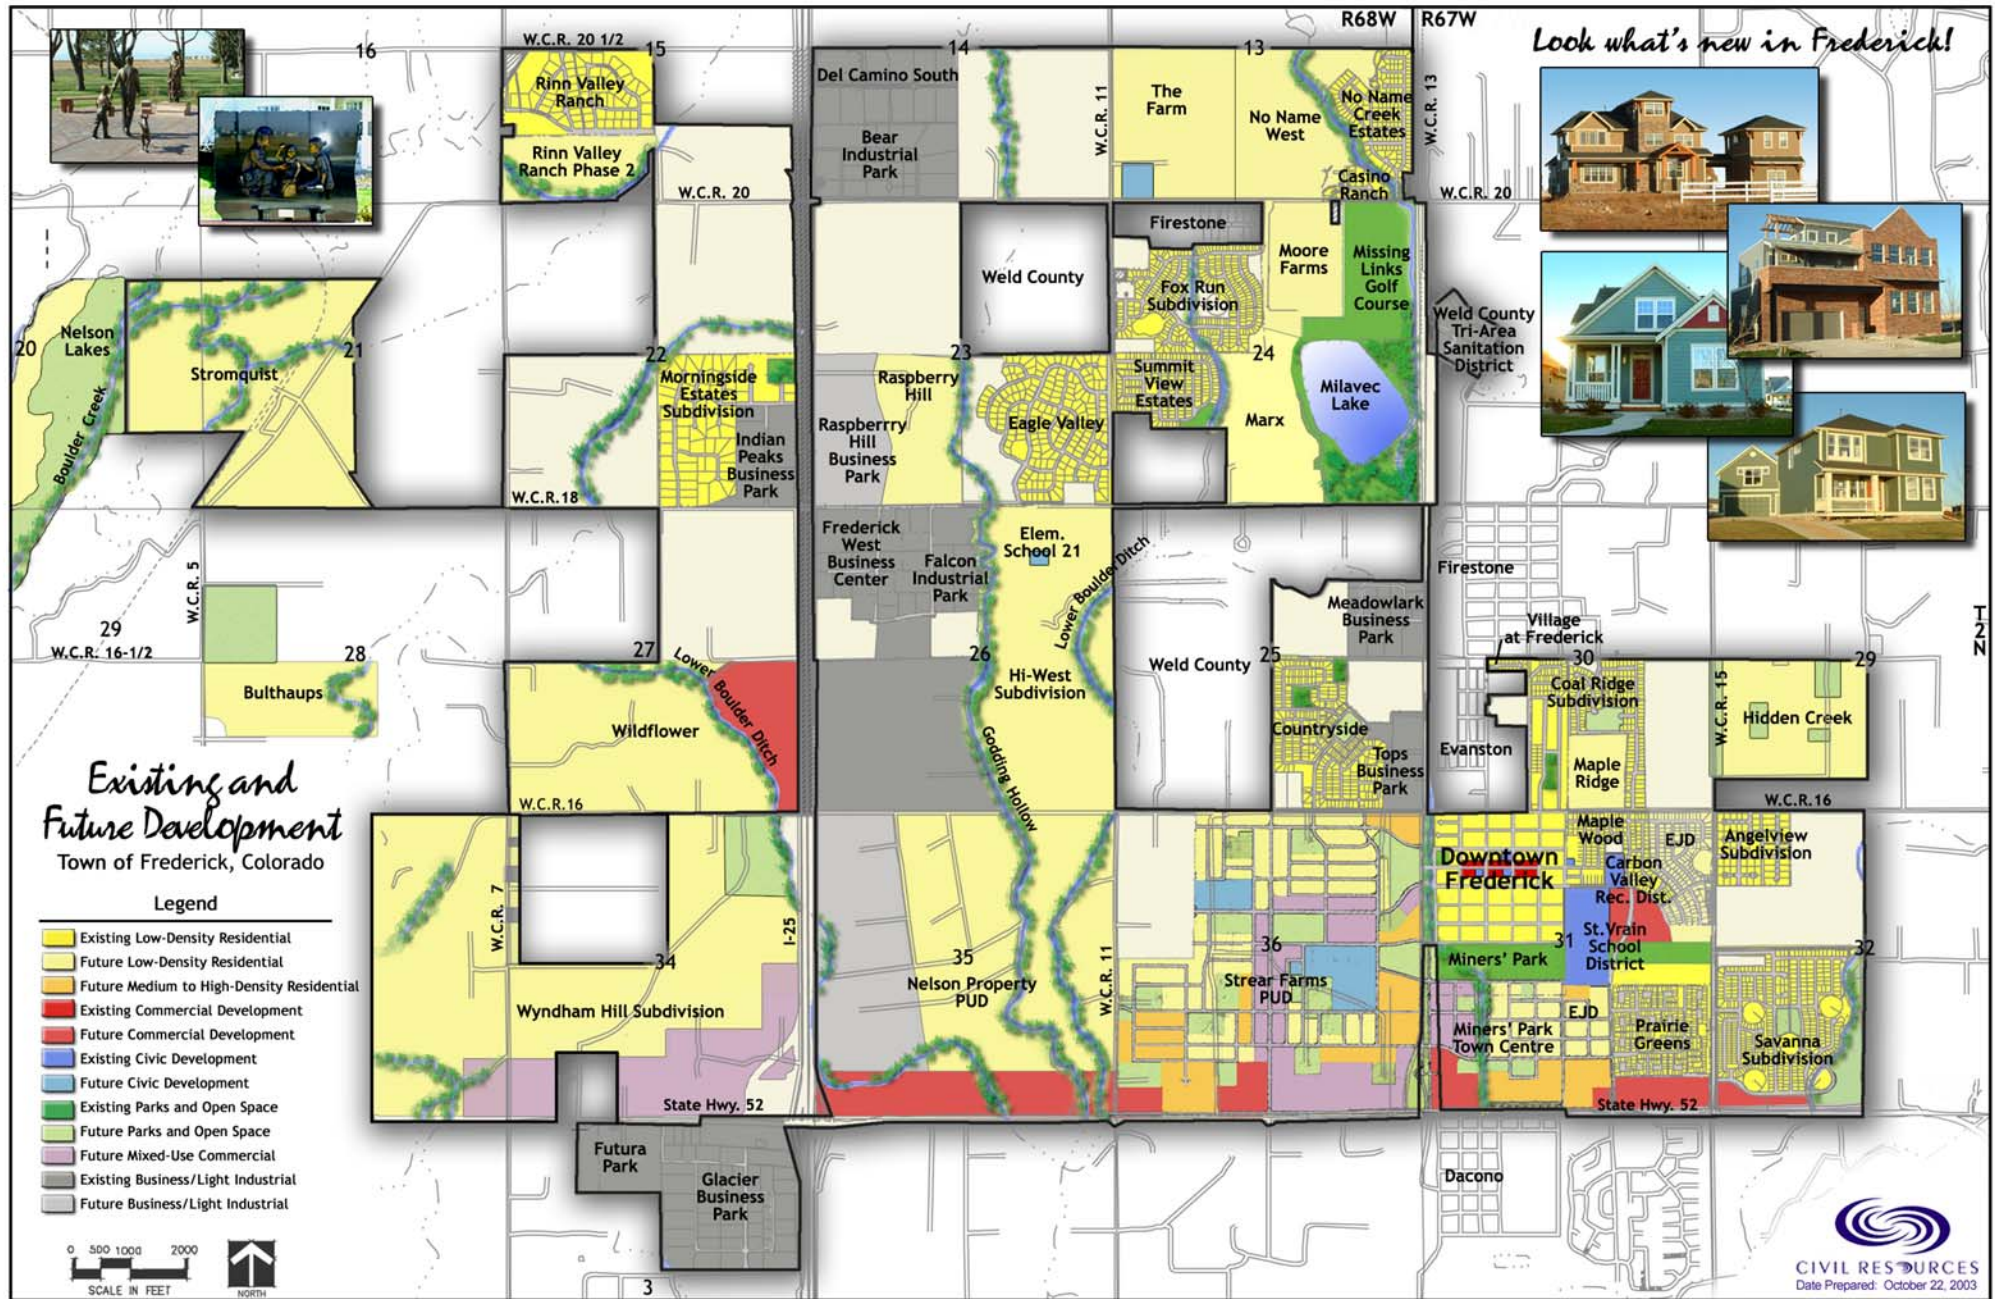 R68W R67W
Look what's new in Frederick!
W.C.R. 20 1/2
16
15
14
13
Rinn Valley
Ranch
Rinn Valley
Ranch Phase 2
W.C.R. 20
Del Camino South
Bear
Industrial
Park
W.C.R. 11
The
Farm
No Name
West
No Name
Creek
Estates
Casino
Ranch
W.C.R. 13
W.C.R. 20
Firestone
Weld County
Moore
Farms
Missing
Links
Golf
Course
Fox Run
Subdivision
Weld County
Tri-Area
Sanitation
District
20
Nelson
Lakes
Stromquist
21
Boulder Creek
22
Morningside
Estates
Subdivision
Indian
Peaks
Business
Park
W.C.R.18
Raspberry
Hill
23
Raspberrry
Hill
Business
Park
Eagle Valley
Summit
View
Estates
24
Marx
Milavec
Lake
Frederick
West
Business
Center
Falcon
Industrial
Park
Elem.
School 21
Lower Boulder Ditch
Firestone
Meadowlark
Business
Park
Village
at Frederick
T
2
N
W.C.R. 5
29
W.C.R. 16-1/2
28
Bulthaups
27
Lower Boulder Ditch
Wildflower
W.C.R.16
26
Hi-West
Subdivision
Godding Hollow
Weld County
25
Countryside
Tops
Business
Park
Evanston
30
Coal Ridge
Subdivision
Maple
Ridge
W.C.R. 15
29
Hidden Creek
W.C.R.16
Existing and
Future Development
Town of Frederick, Colorado
Legend
Existing Low-Density Residential
Future Low-Density Residential
Future Medium to High-Density Residential
Existing Commercial Development
Future Commercial Development
Existing Civic Development
Future Civic Development
Existing Parks and Open Space
Future Parks and Open Space
Future Mixed-Use Commercial
Existing Business/Light Industrial
Future Business/Light Industrial
0 500 1000 2000
SCALE IN FEET
NORTH
W.C.R. 7
34
I-25
Wyndham Hill Subdivision
State Hwy. 52
35
Nelson Property
PUD
W.C.R. 11
36
Strear Farms
PUD
Downtown
Frederick
Maple
Wood
EJD
Carbon
Valley
Rec. Dist.
Angelview
Subdivision
31
St.Vrain
School
District
Miners' Park
32
Miners' Park
Town Centre
EJD
Prairie
Greens
Savanna
Subdivision
State Hwy. 52
Futura
Park
Glacier
Business
Park
3
Dacono
CIVIL RESOURCES
Date Prepared: October 22, 2003